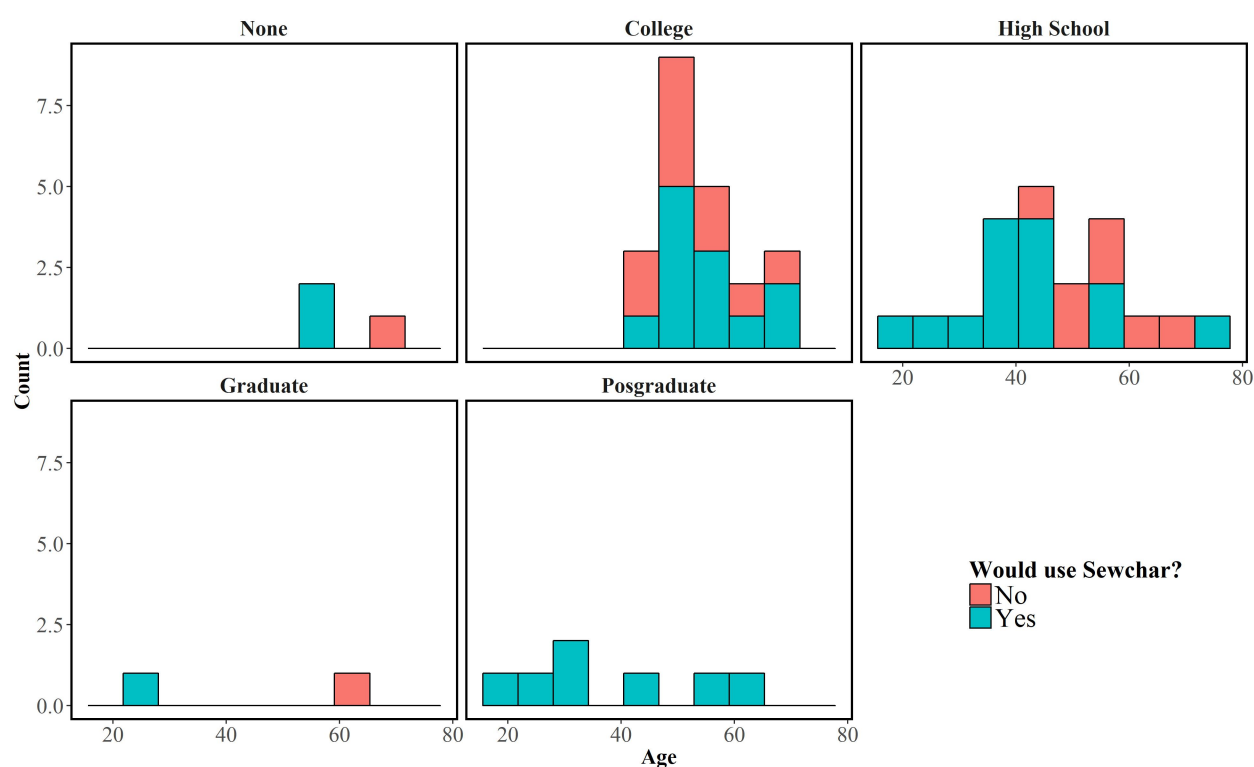 None
College
High School
7.5
5.0
2.5
0.0
20 40 60 80
Graduate
Posgraduate
7.5
5.0
2.5
0.0
20 40 60 80
20 40 60 80
Count
Age
Would use Sewchar?
No
Yes